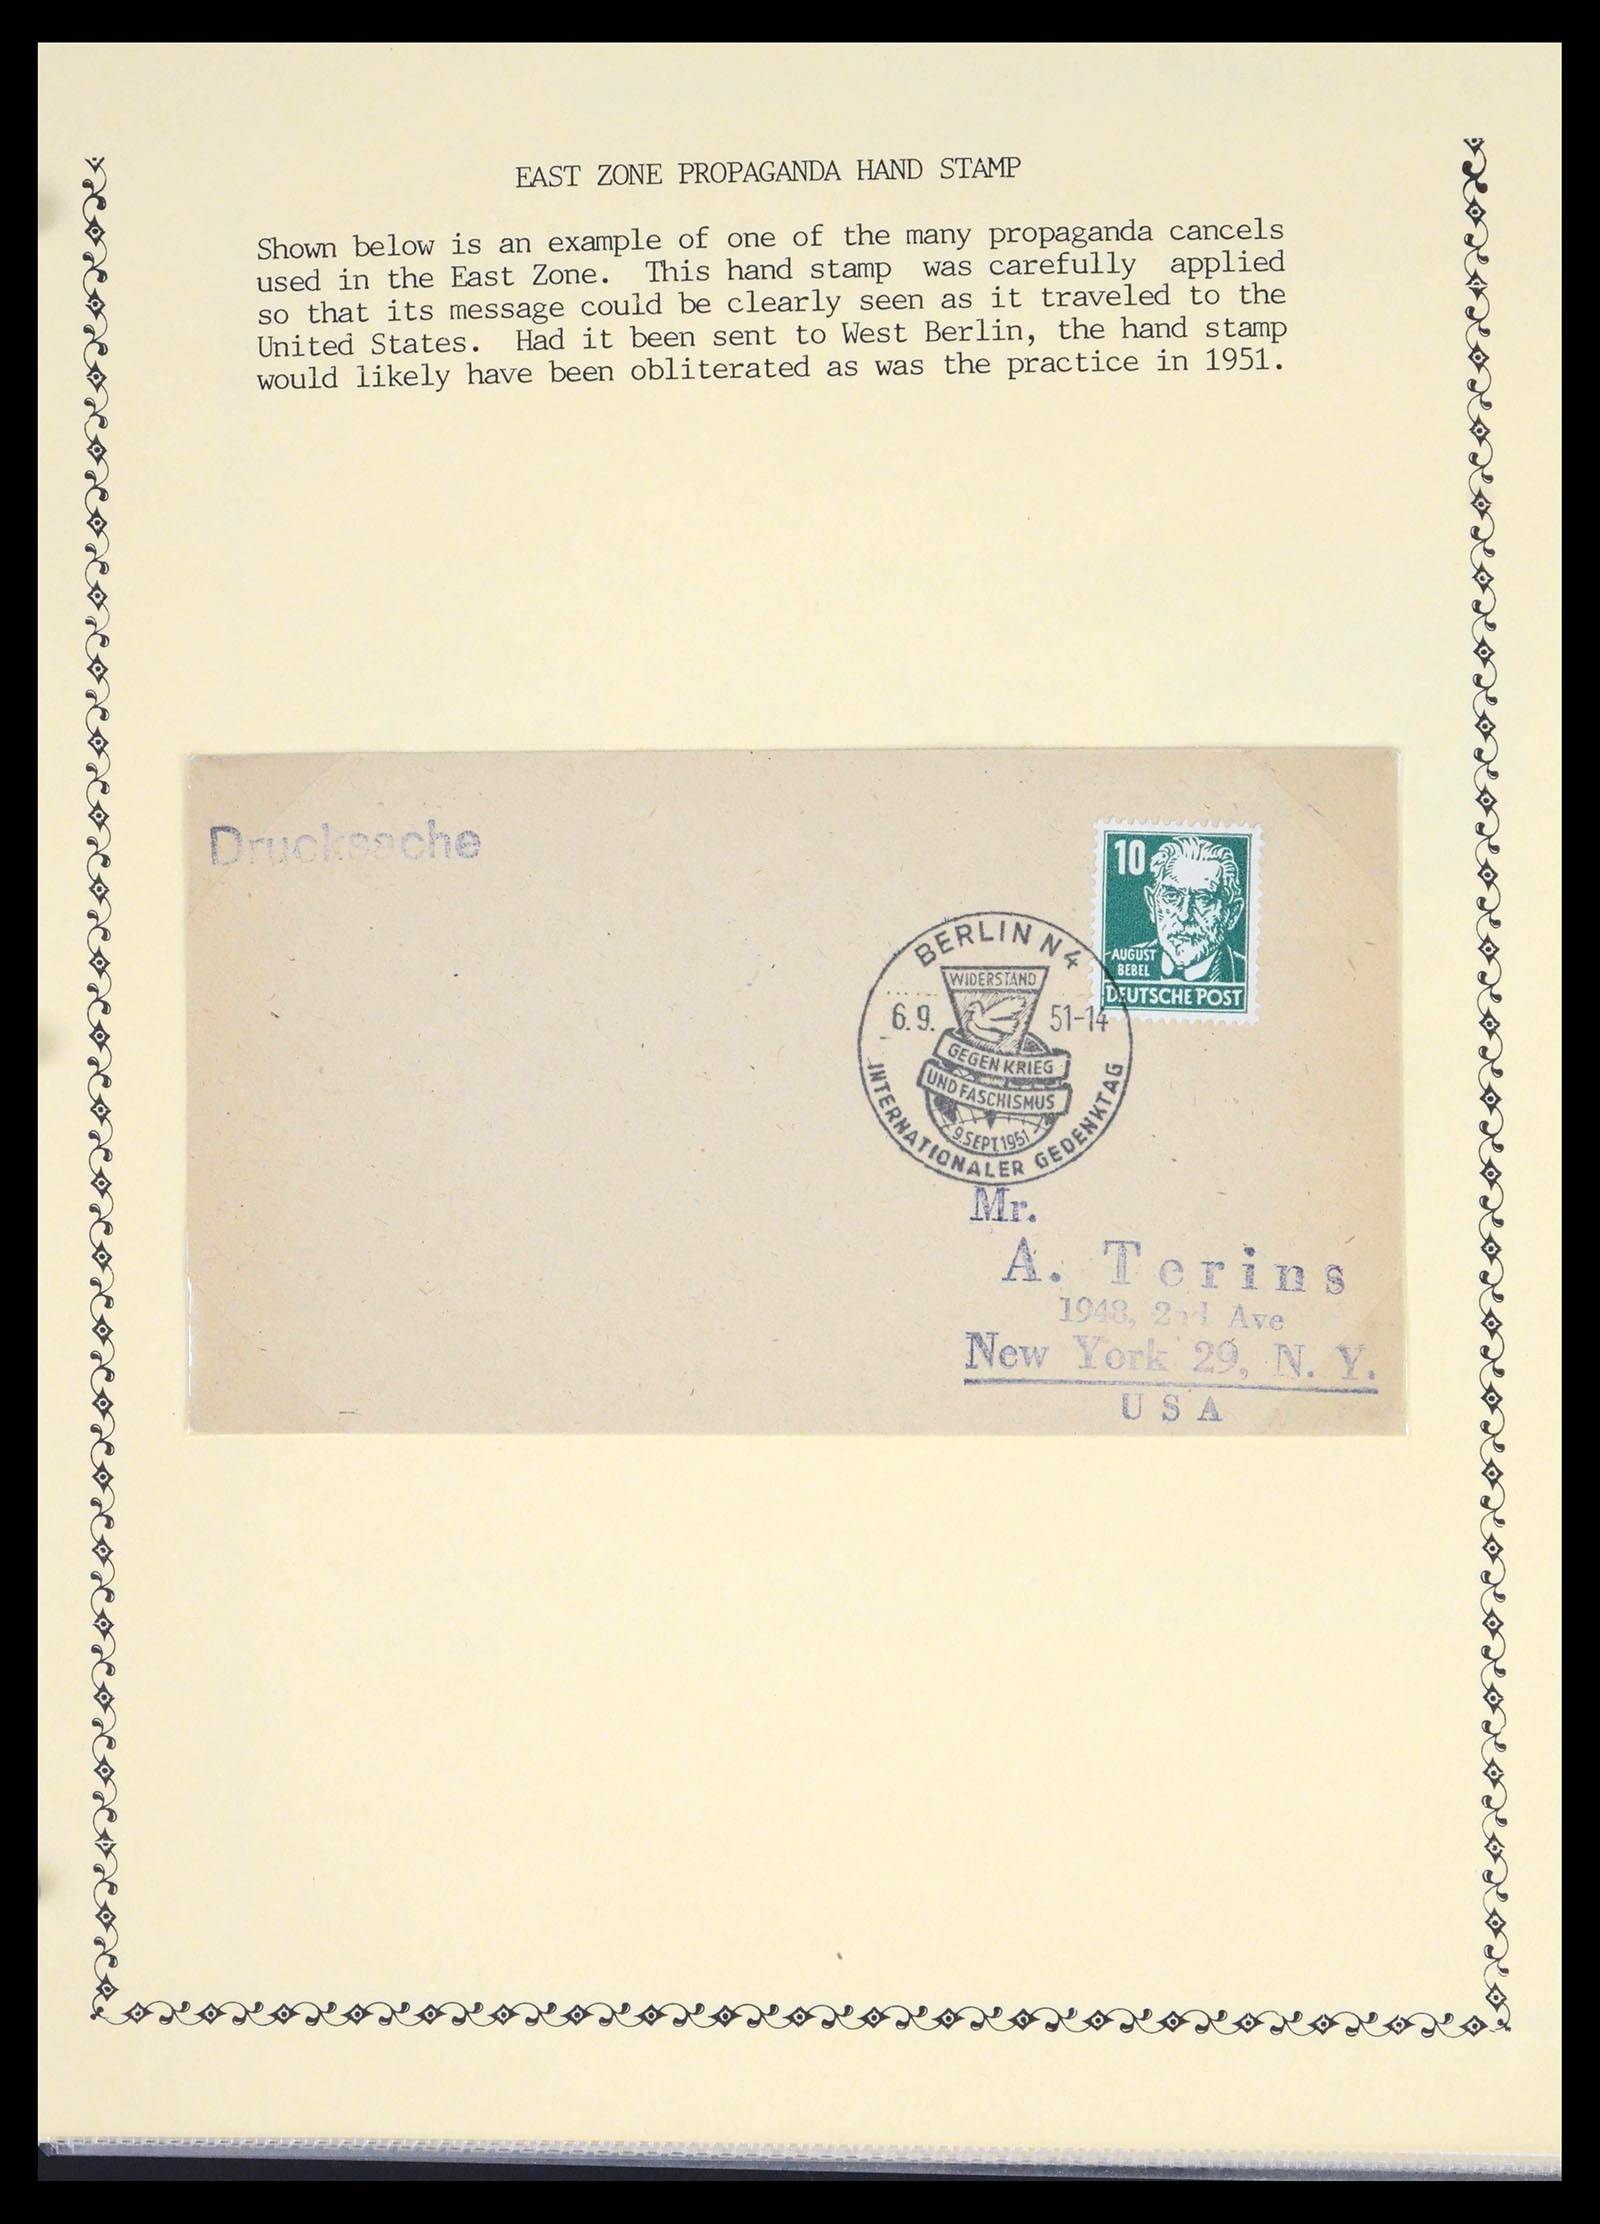 EAST ZONE PROPAGANDA HAND STAMP
Shown below is an example of one of the many propaganda cancels
used in the East Zone. This hand stamp was carefully applied
so that its message could be clearly seen as it traveled to the
United States. Had it been sent to West Berlin, the hand stamp
would likely have been obliterated as was the practice in 1951.
Drucksache
10
AUGUST
BEBEL
DEUTSCHE POST
BERLIN N 4
WIDERSTAND
6.9. 51-14
GEGEN KRIEG
UND FASCHISMUS
9.SEPT.1951
INTERNATIONALER GEDENKTAG
Mr.
A. Terins
1948, 2nd Ave
New York 29, N. Y.
U S A